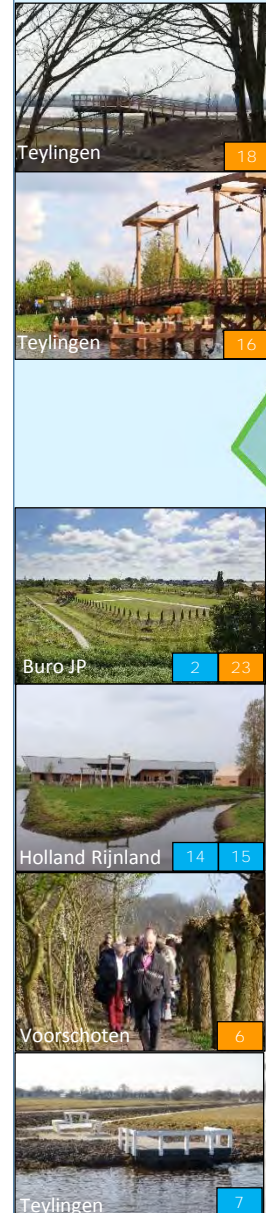 Teylingen 18
Teylingen 16
Buro JP 2 23
Holland Rijnland 14 15
Voorschoten 6
Teylingen 7